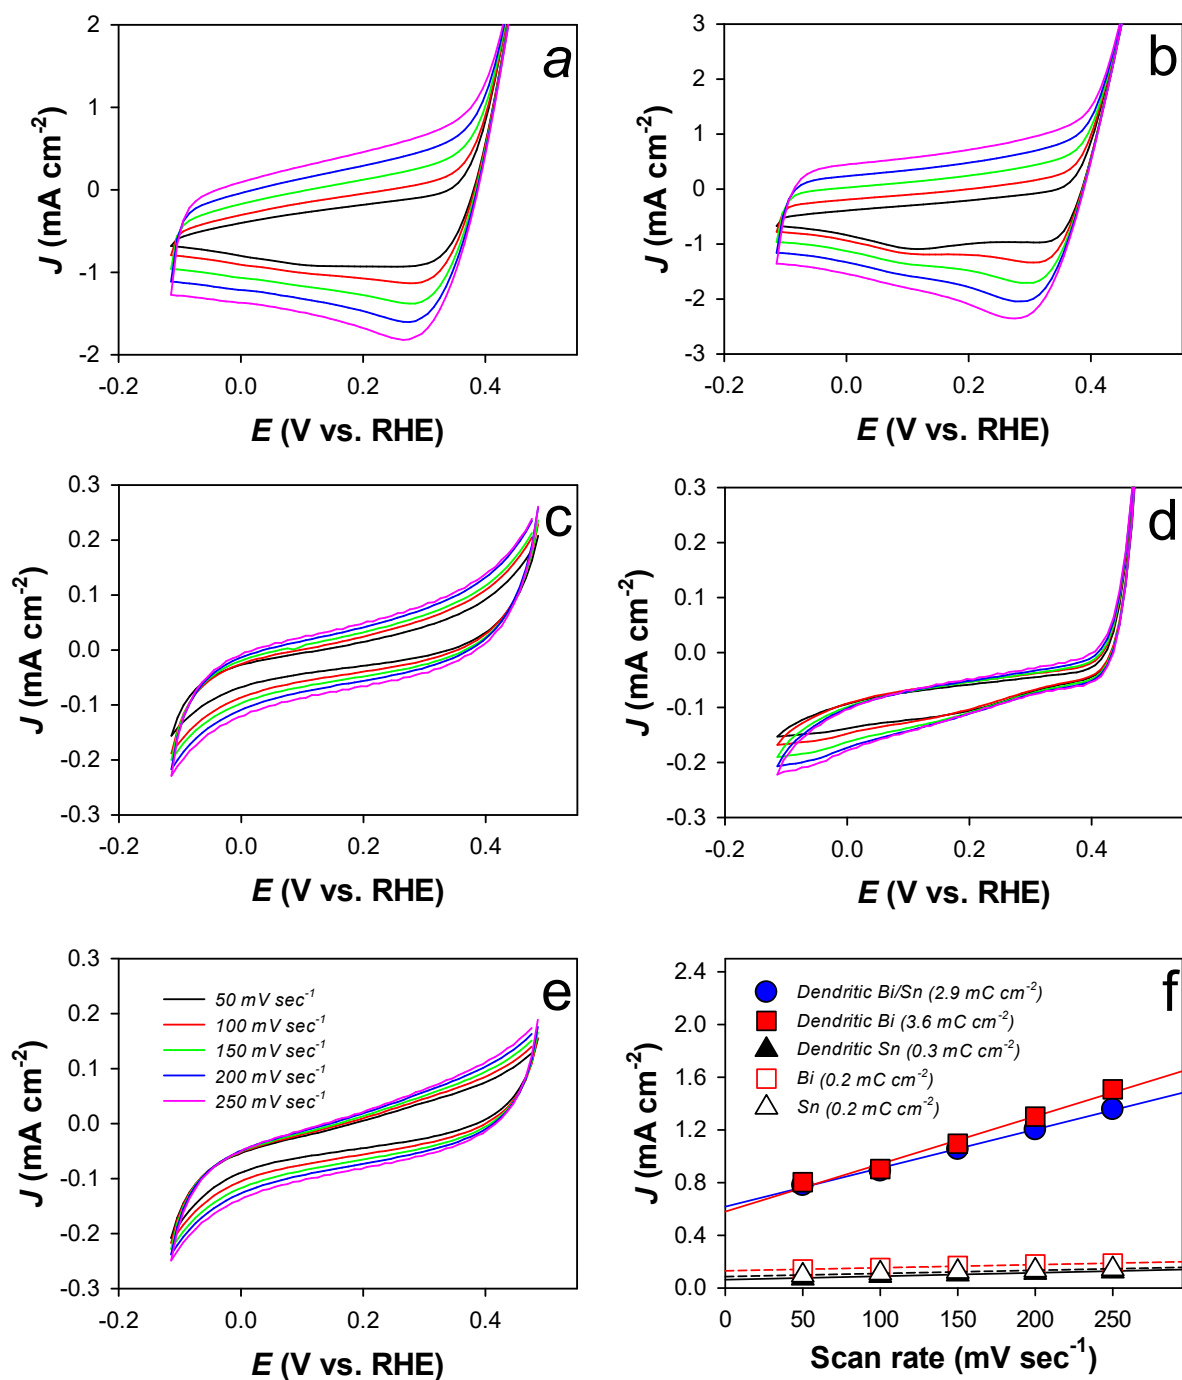 a
2
1
0
-1
-2
J (mA cm⁻²)
-0.2 0.0 0.2 0.4
E (V vs. RHE)
b
3
2
1
0
-1
-2
-3
J (mA cm⁻²)
-0.2 0.0 0.2 0.4
E (V vs. RHE)
c
0.3
0.2
0.1
0.0
-0.1
-0.2
-0.3
J (mA cm⁻²)
-0.2 0.0 0.2 0.4
E (V vs. RHE)
d
0.3
0.2
0.1
0.0
-0.1
-0.2
-0.3
J (mA cm⁻²)
-0.2 0.0 0.2 0.4
E (V vs. RHE)
e
0.3
0.2
0.1
0.0
-0.1
-0.2
-0.3
J (mA cm⁻²)
50 mV sec⁻¹
100 mV sec⁻¹
150 mV sec⁻¹
200 mV sec⁻¹
250 mV sec⁻¹
-0.2 0.0 0.2 0.4
E (V vs. RHE)
f
2.4
2.0
1.6
1.2
0.8
0.4
0.0
J (mA cm⁻²)
Dendritic Bi/Sn (2.9 mC cm⁻²)
Dendritic Bi (3.6 mC cm⁻²)
Dendritic Sn (0.3 mC cm⁻²)
Bi (0.2 mC cm⁻²)
Sn (0.2 mC cm⁻²)
0 50 100 150 200 250
Scan rate (mV sec⁻¹)